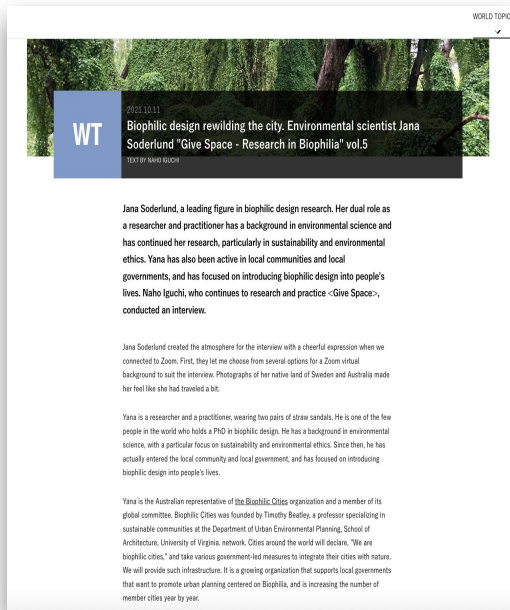 WORLD TOPIC
WT
2021.10.11
Biophilic design rewilding the city. Environmental scientist Jana
Soderlund "Give Space - Research in Biophilia" vol.5
TEXT BY NAHO IGUCHI
Jana Soderlund, a leading figure in biophilic design research. Her dual role as
a researcher and practitioner has a background in environmental science and
has continued her research, particularly in sustainability and environmental
ethics. Yana has also been active in local communities and local
governments, and has focused on introducing biophilic design into people's
lives. Naho Iguchi, who continues to research and practice <Give Space>,
conducted an interview.
Jana Soderlund created the atmosphere for the interview with a cheerful expression when we
connected to Zoom. First, they let me choose from several options for a Zoom virtual
background to suit the interview. Photographs of her native land of Sweden and Australia made
her feel like she had traveled a bit.
Yana is a researcher and a practitioner, wearing two pairs of straw sandals. He is one of the few
people in the world who holds a PhD in biophilic design. He has a background in environmental
science, with a particular focus on sustainability and environmental ethics. Since then, he has
actually entered the local community and local government, and has focused on introducing
biophilic design into people's lives.
Yana is the Australian representative of the Biophilic Cities organization and a member of its
global committee. Biophilic Cities was founded by Timothy Beatley, a professor specializing in
sustainable communities at the Department of Urban Environmental Planning, School of
Architecture, University of Virginia. network. Cities around the world will declare, "We are
biophilic cities," and take various government-led measures to integrate their cities with nature.
We will provide such infrastructure. It is a growing organization that supports local governments
that want to promote urban planning centered on Biophilia, and is increasing the number of
member cities year by year.